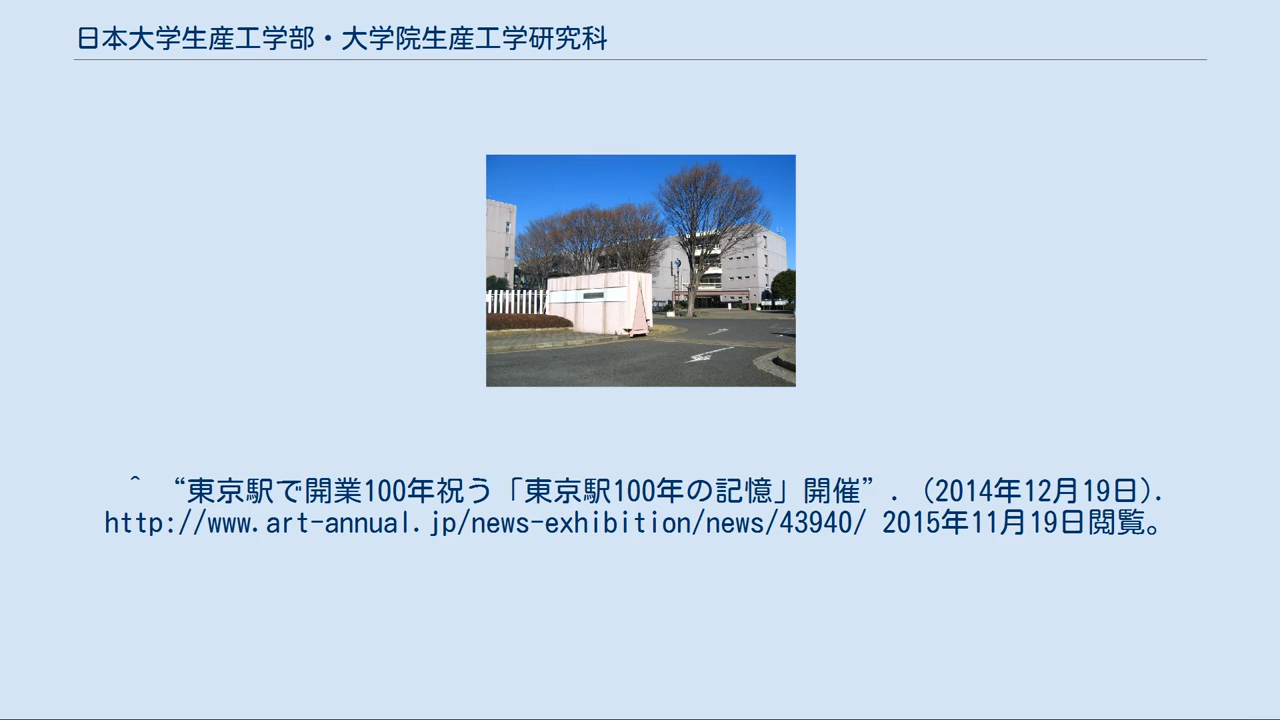 日本大学生産工学部・大学院生産工学研究科
^ “東京駅で開業100年祝う「東京駅100年の記憶」開催”. (2014年12月19日).
http://www.art-annual.jp/news-exhibition/news/43940/ 2015年11月19日閲覧。